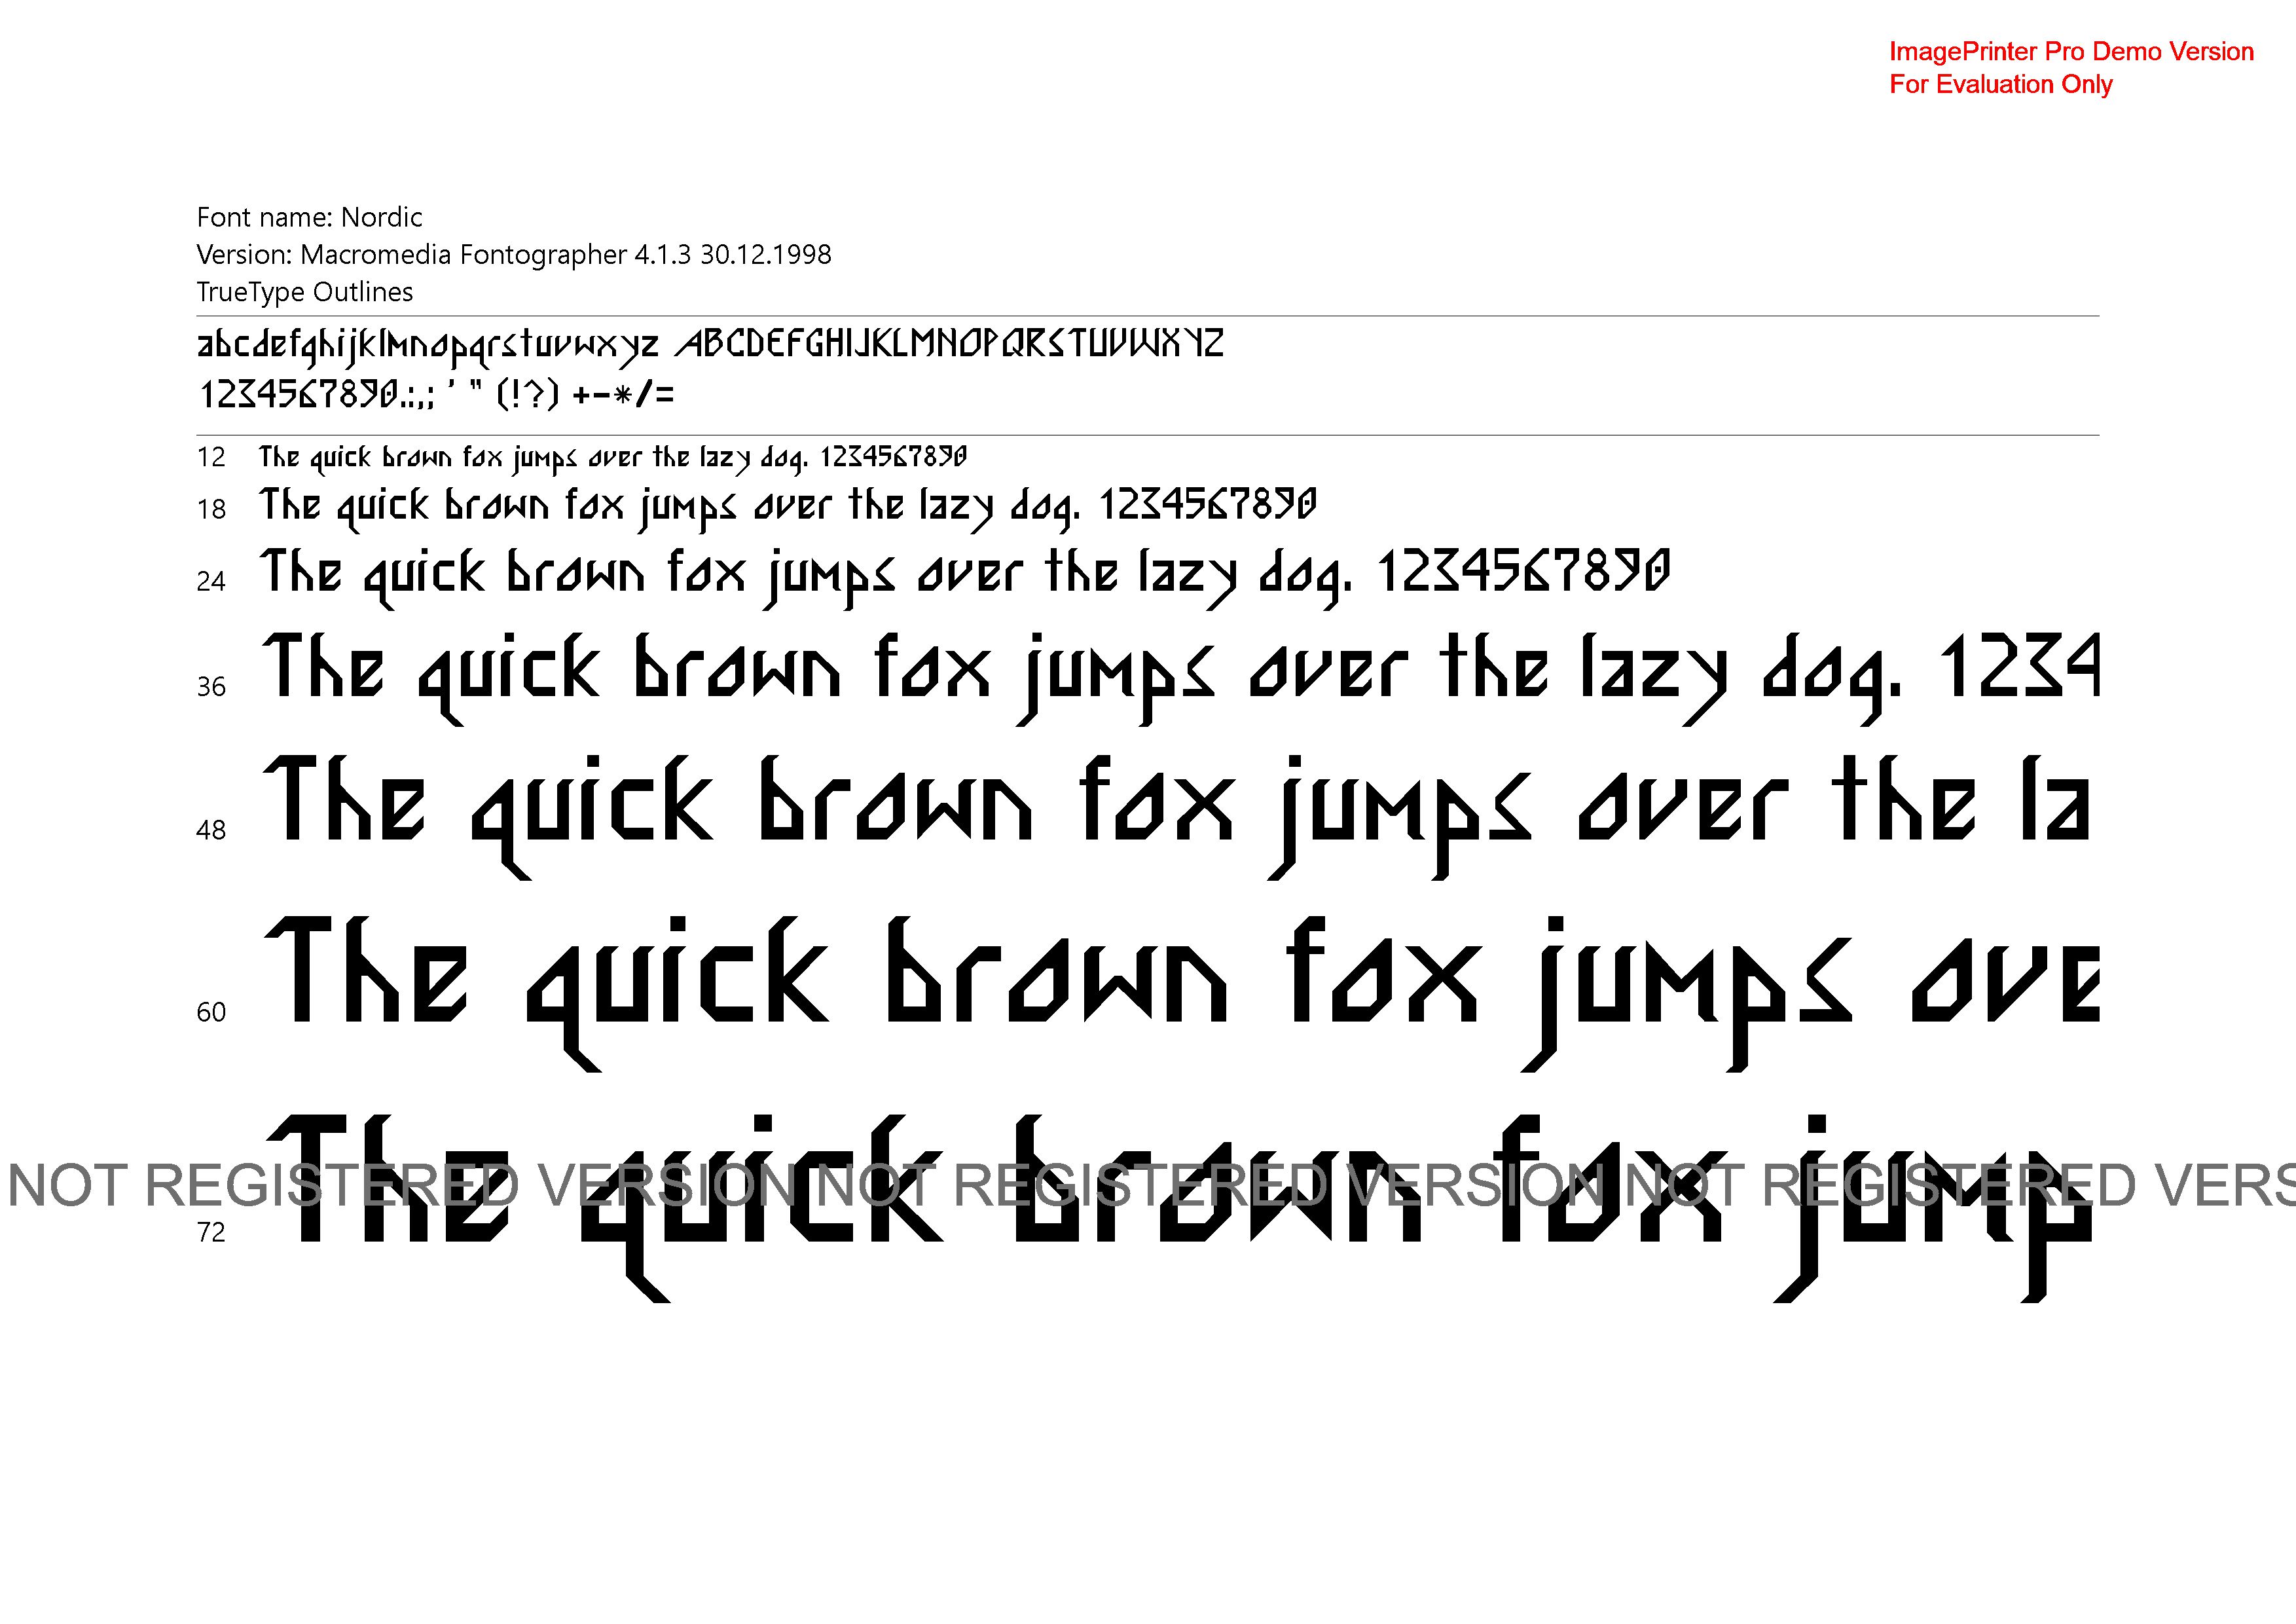 ImagePrinter Pro Demo Version
For Evaluation Only
Font name: Nordic
Version: Macromedia Fontographer 4.1.3 30.12.1998
TrueType Outlines
abcdefghijklmnopqrstuvwxyz ABCDEFGHIJKLMNOPQRSTUVWXYZ
1234567890.:,; ' " (!?) +-*/=
12 The quick brown fox jumps over the lazy dog. 1234567890
18 The quick brown fox jumps over the lazy dog. 1234567890
24 The quick brown fox jumps over the lazy dog. 1234567890
36 The quick brown fox jumps over the lazy dog. 1234
48 The quick brown fox jumps over the la
60 The quick brown fox jumps ove
72 The quick brown fox jump
NOT REGISTERED VERSION NOT REGISTERED VERSION NOT REGISTERED VERS